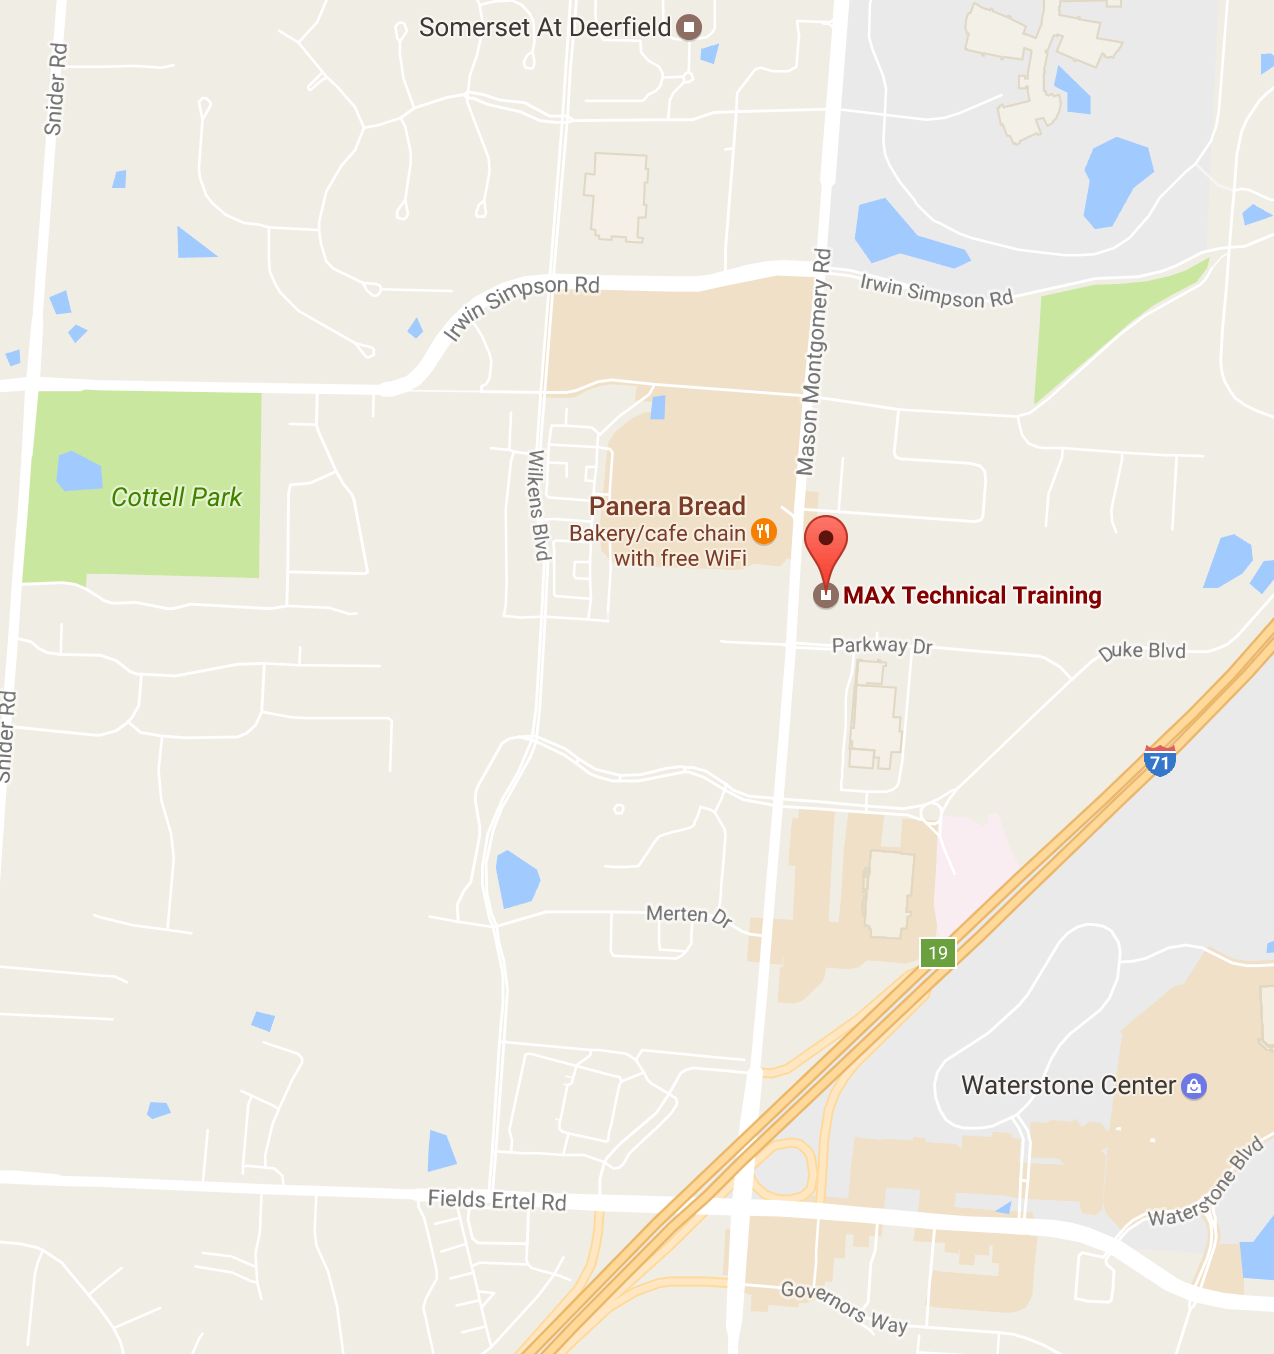 Somerset At Deerfield
Snider Rd
Mason Montgomery Rd
Irwin Simpson Rd
Irwin Simpson Rd
Wilkens Blvd
Cottell Park
Panera Bread
Bakery/cafe chain
with free WiFi
MAX Technical Training
Parkway Dr
Duke Blvd
Snider Rd
71
Merten Dr
19
Waterstone Center
Waterstone Blvd
Fields Ertel Rd
Governors Way